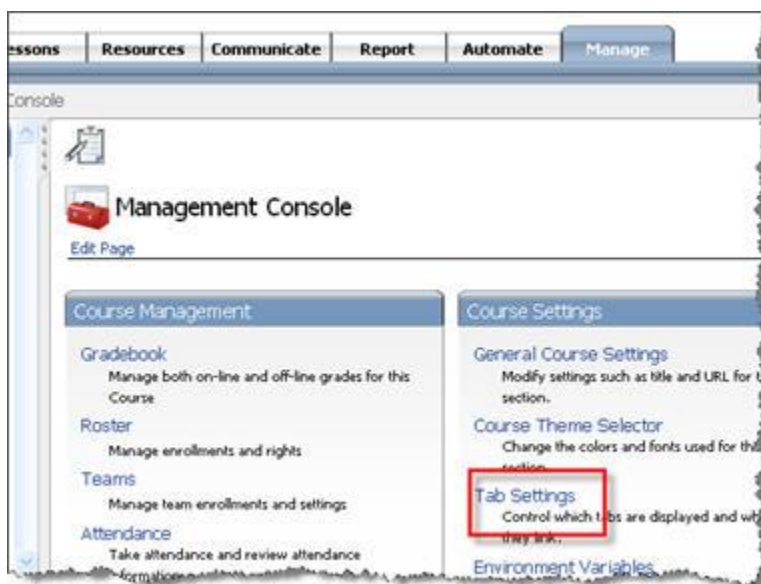 essons Resources Communicate Report Automate Manage
Console
Management Console
Edit Page
Course Management
Gradebook
Manage both on-line and off-line grades for this
Course
Roster
Manage enrollments and rights
Teams
Manage team enrollments and settings
Attendance
Take attendance and review attendance
information
Course Settings
General Course Settings
Modify settings such as title and URL for t
section.
Course Theme Selector
Change the colors and fonts used for this
section.
Tab Settings
Control which tabs are displayed and wh
they link.
Environment Variables